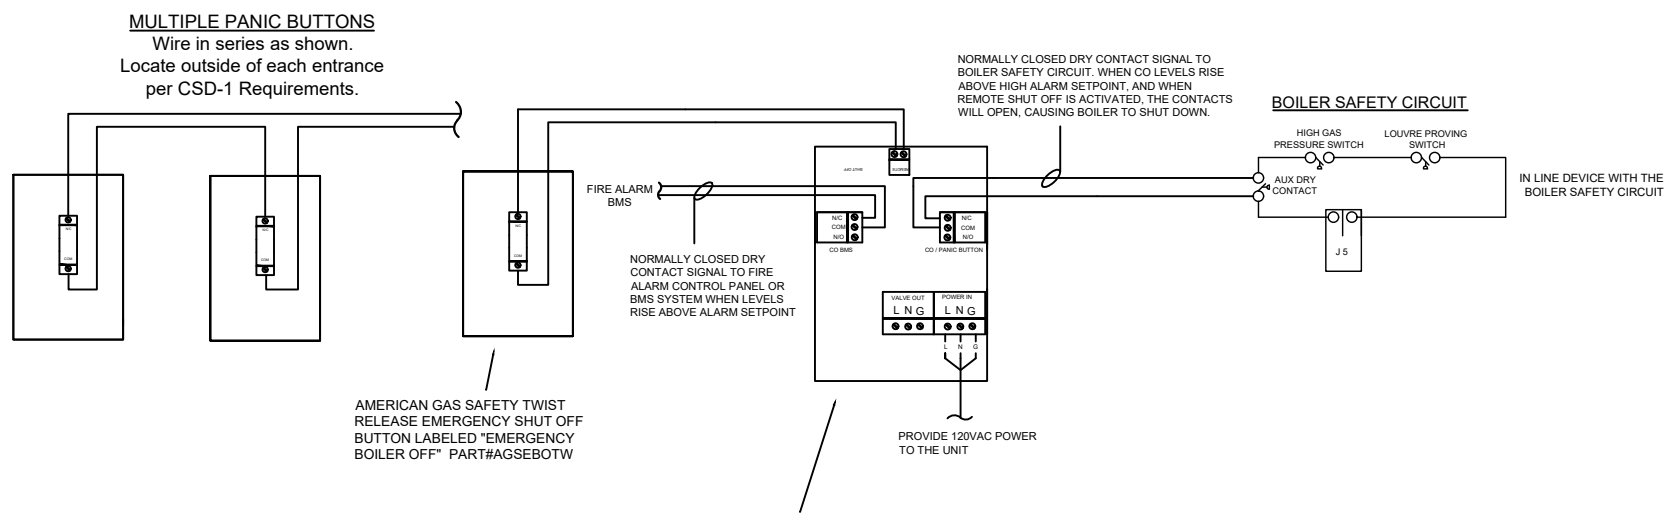 MULTIPLE PANIC BUTTONS
Wire in series as shown.
Locate outside of each entrance
per CSD-1 Requirements.
N/C
COM
N/C
COM
N/C
COM
AMERICAN GAS SAFETY TWIST
RELEASE EMERGENCY SHUT OFF
BUTTON LABELED "EMERGENCY
BOILER OFF" PART#AGSEBOTW
FIRE ALARM
BMS
NORMALLY CLOSED DRY
CONTACT SIGNAL TO FIRE
ALARM CONTROL PANEL OR
BMS SYSTEM WHEN LEVELS
RISE ABOVE ALARM SETPOINT
SHUT OFF
REMOTE
N/C
COM
N/O
CO BMS
N/C
COM
N/O
CO / PANIC BUTTON
VALVE OUT
L N G
POWER IN
L N G
L N G
PROVIDE 120VAC POWER
TO THE UNIT
NORMALLY CLOSED DRY CONTACT SIGNAL TO
BOILER SAFETY CIRCUIT. WHEN CO LEVELS RISE
ABOVE HIGH ALARM SETPOINT, AND WHEN
REMOTE SHUT OFF IS ACTIVATED, THE CONTACTS
WILL OPEN, CAUSING BOILER TO SHUT DOWN.
BOILER SAFETY CIRCUIT
HIGH GAS
PRESSURE SWITCH
LOUVRE PROVING
SWITCH
AUX DRY
CONTACT
J 5
IN LINE DEVICE WITH THE
BOILER SAFETY CIRCUIT